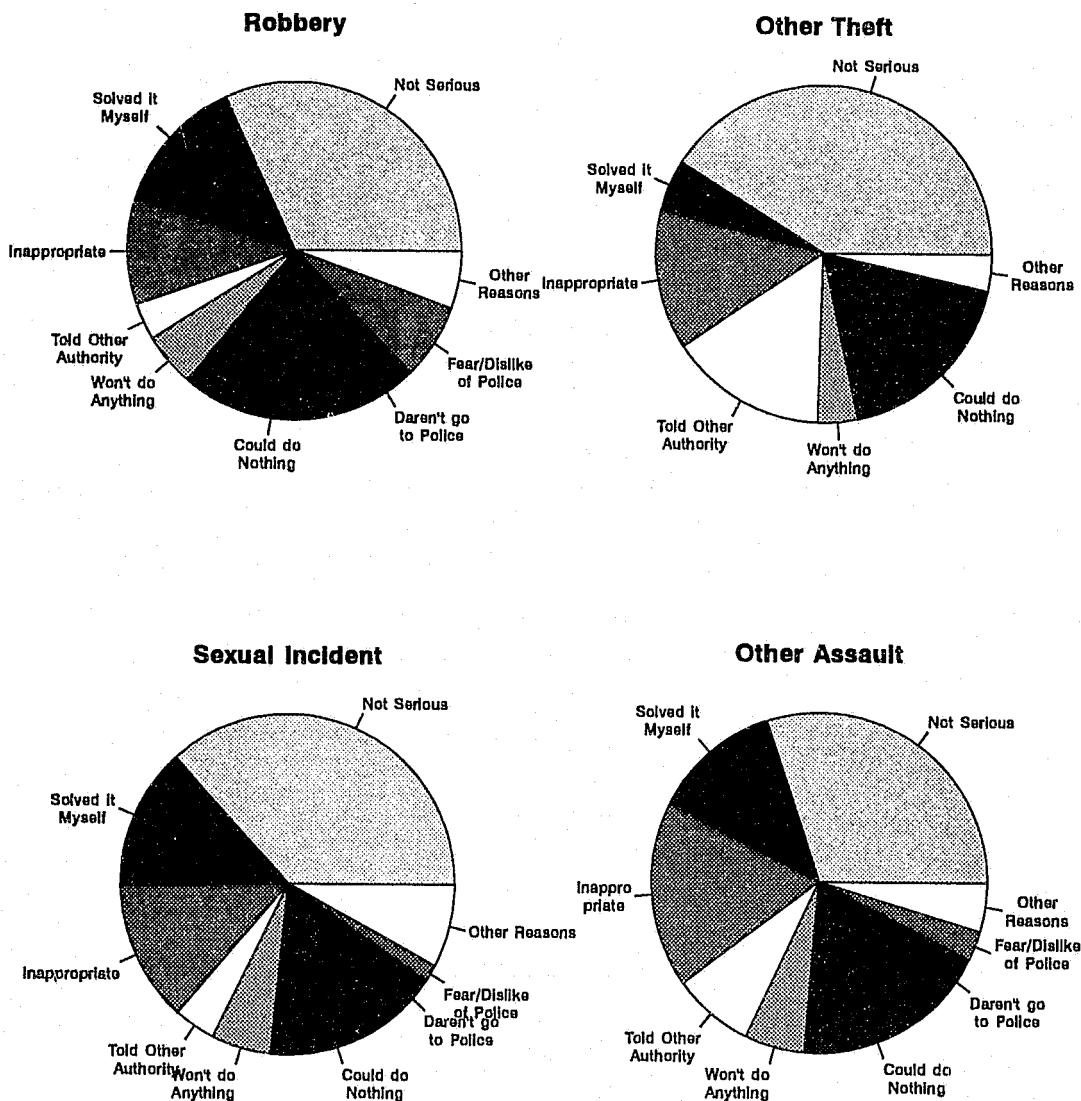 Robbery
Not Serious
Solved it
Myself
Inappropriate
Told Other
Authority
Won't do
Anything
Could do
Nothing
Daren't go
to Police
Fear/Dislike
of Police
Other
Reasons
Other Theft
Not Serious
Solved it
Myself
Inappropriate
Told Other
Authority
Won't do
Anything
Could do
Nothing
Other
Reasons
Sexual Incident
Not Serious
Solved it
Myself
Inappropriate
Told Other
Authority
Won't do
Anything
Could do
Nothing
Daren't go
to Police
Fear/Dislike
of Police
Other Reasons
Other Assault
Not Serious
Solved it
Myself
Inappro
priate
Told Other
Authority
Won't do
Anything
Could do
Nothing
Daren't go
to Police
Fear/Dislike
of Police
Other
Reasons